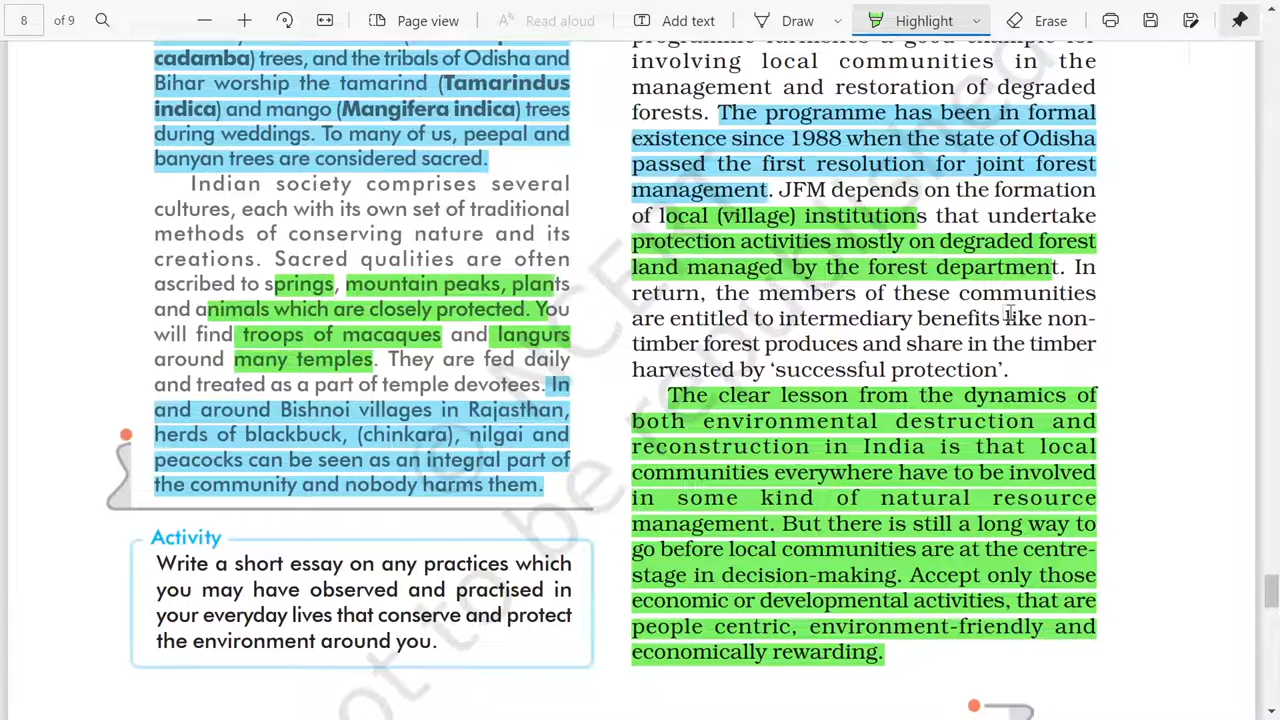 8 of 9 Page view Read aloud Add text Draw Highlight Erase
cadamba) trees, and the tribals of Odisha and
Bihar worship the tamarind (Tamarindus
indica) and mango (Mangifera indica) trees
during weddings. To many of us, peepal and
banyan trees are considered sacred.
Indian society comprises several
cultures, each with its own set of traditional
methods of conserving nature and its
creations. Sacred qualities are often
ascribed to springs, mountain peaks, plants
and animals which are closely protected. You
will find troops of macaques and langurs
around many temples. They are fed daily
and treated as a part of temple devotees. In
and around Bishnoi villages in Rajasthan,
herds of blackbuck, (chinkara), nilgai and
peacocks can be seen as an integral part of
the community and nobody harms them.
Activity
Write a short essay on any practices which
you may have observed and practised in
your everyday lives that conserve and protect
the environment around you.
programme furnishes a good example for
involving local communities in the
management and restoration of degraded
forests. The programme has been in formal
existence since 1988 when the state of Odisha
passed the first resolution for joint forest
management. JFM depends on the formation
of local (village) institutions that undertake
protection activities mostly on degraded forest
land managed by the forest department. In
return, the members of these communities
are entitled to intermediary benefits like non-
timber forest produces and share in the timber
harvested by ‘successful protection’.
The clear lesson from the dynamics of
both environmental destruction and
reconstruction in India is that local
communities everywhere have to be involved
in some kind of natural resource
management. But there is still a long way to
go before local communities are at the centre-
stage in decision-making. Accept only those
economic or developmental activities, that are
people centric, environment-friendly and
economically rewarding.